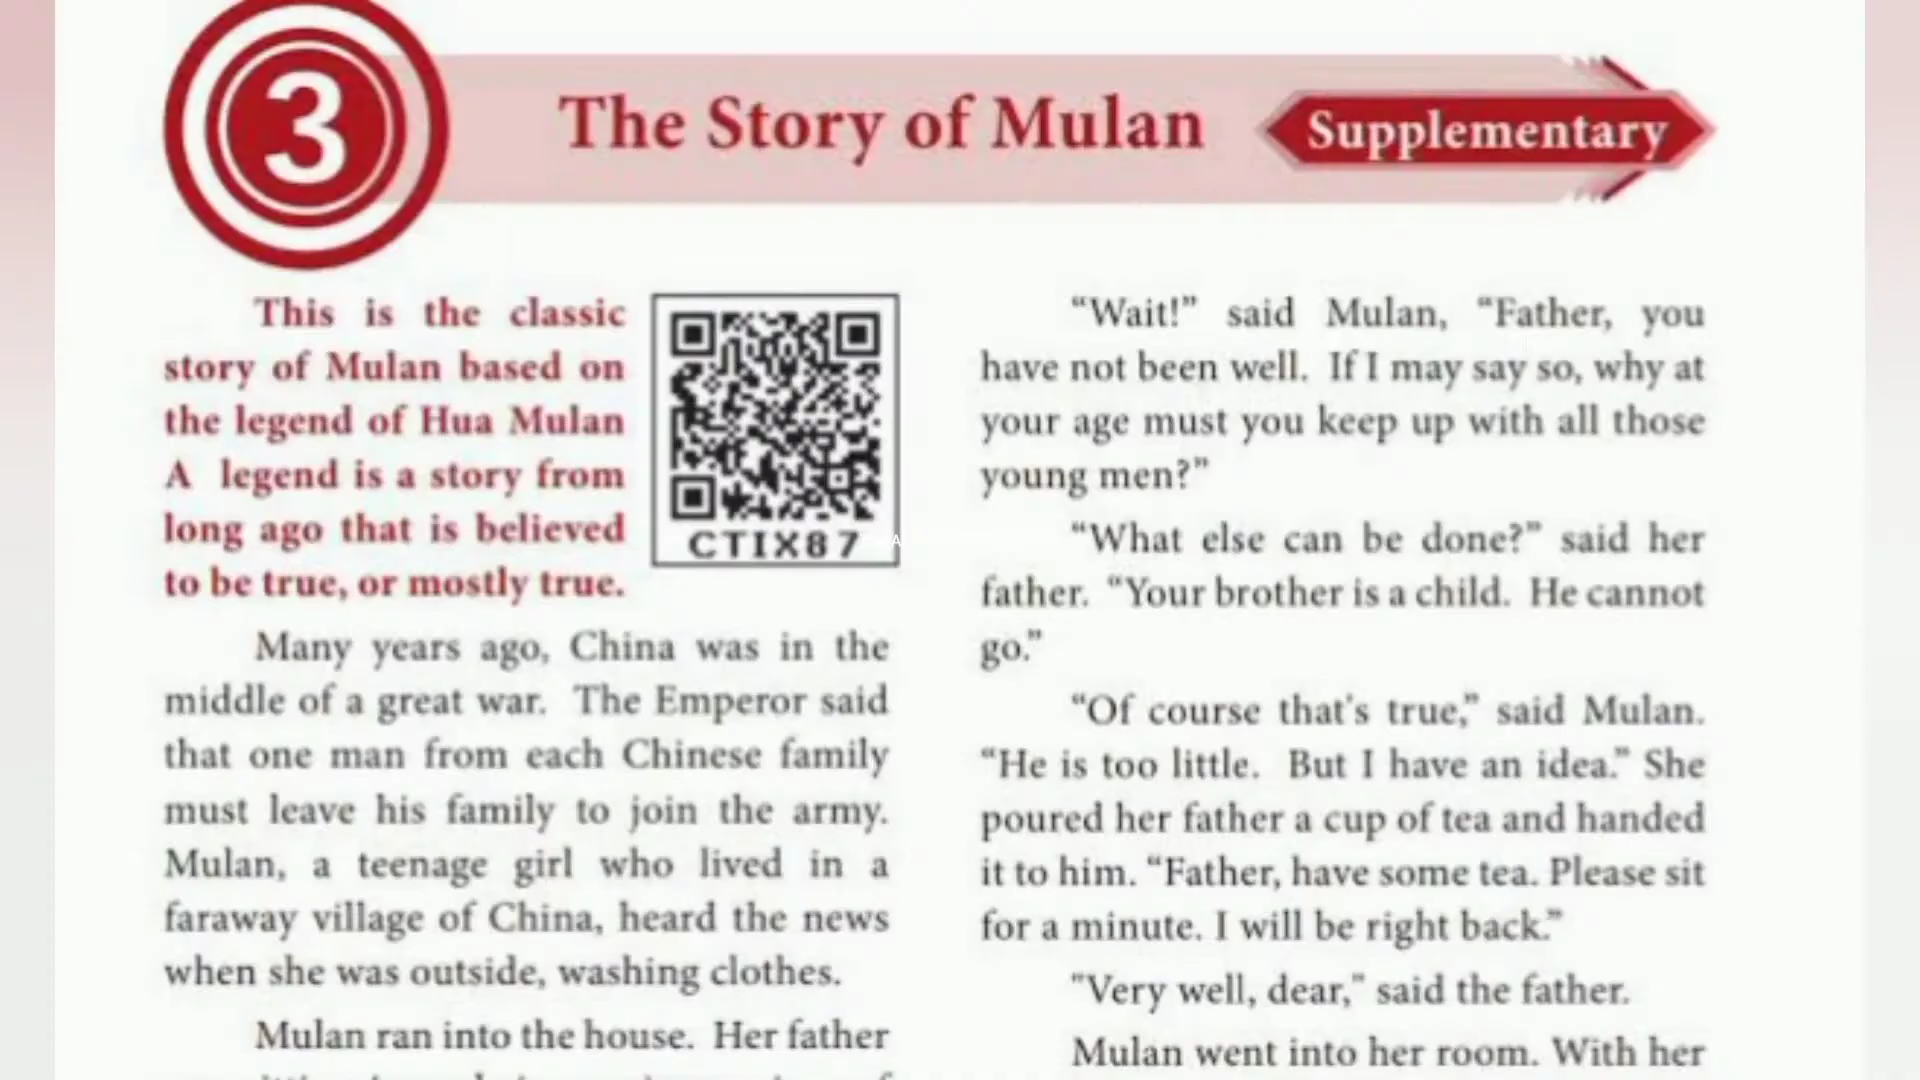 3
The Story of Mulan
Supplementary
This is the classic
story of Mulan based on
the legend of Hua Mulan
A legend is a story from
long ago that is believed
to be true, or mostly true.
CTIX87
Many years ago, China was in the
middle of a great war. The Emperor said
that one man from each Chinese family
must leave his family to join the army.
Mulan, a teenage girl who lived in a
faraway village of China, heard the news
when she was outside, washing clothes.
Mulan ran into the house. Her father
“Wait!” said Mulan, “Father, you
have not been well. If I may say so, why at
your age must you keep up with all those
young men?”
“What else can be done?” said her
father. “Your brother is a child. He cannot
go.”
“Of course that's true,” said Mulan.
“He is too little. But I have an idea.” She
poured her father a cup of tea and handed
it to him. “Father, have some tea. Please sit
for a minute. I will be right back.”
"Very well, dear," said the father.
Mulan went into her room. With her